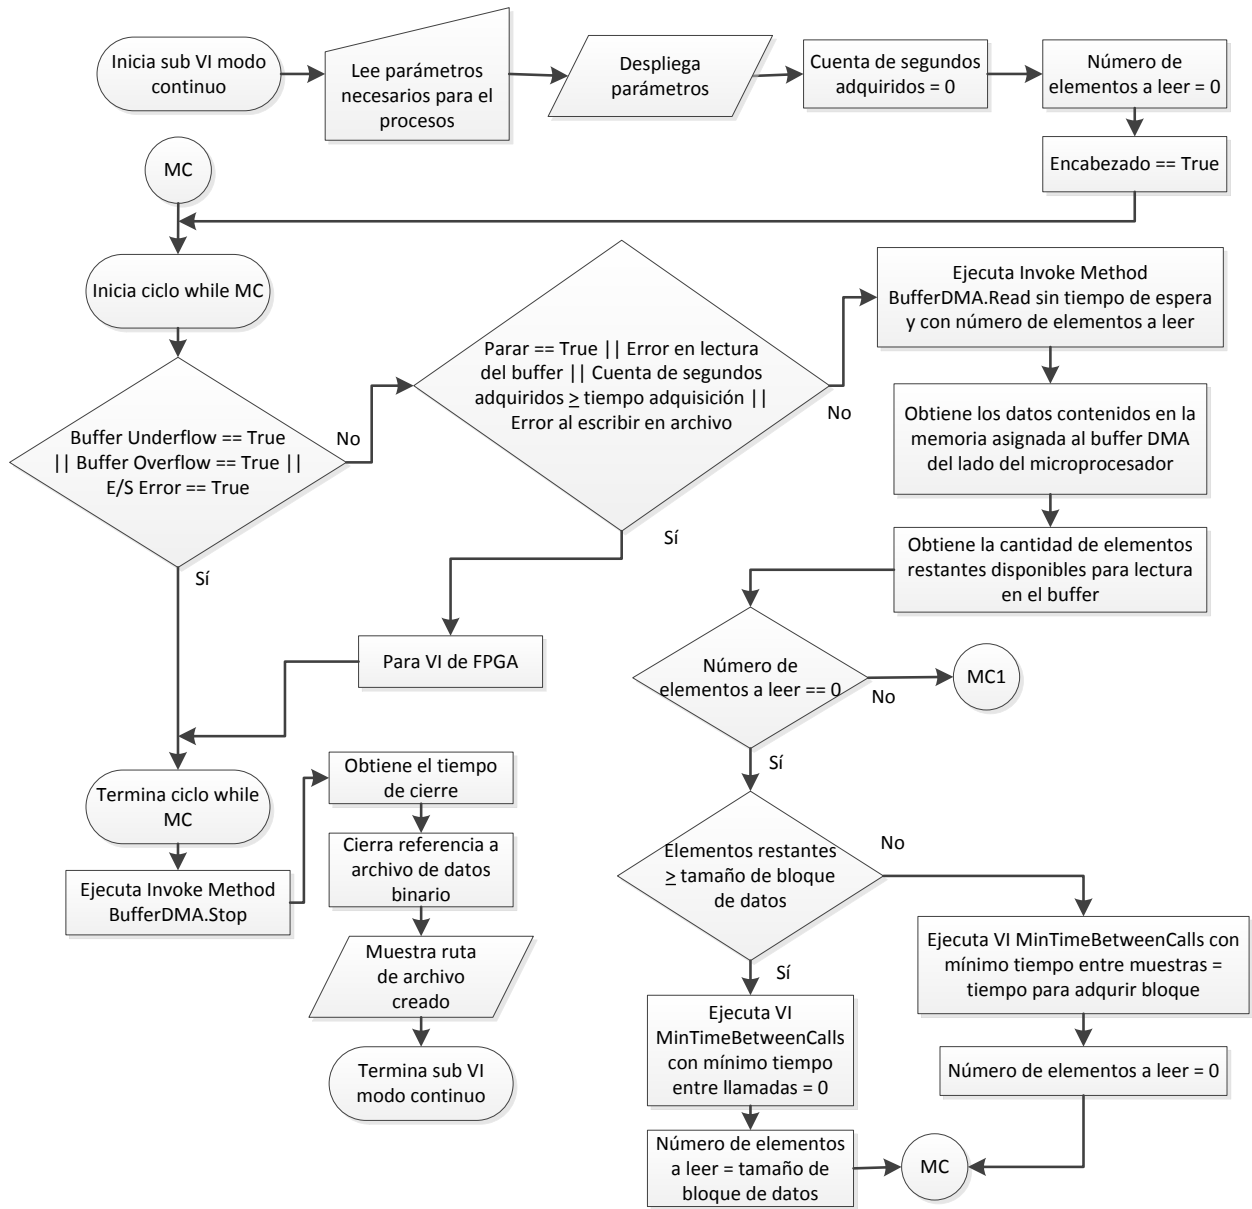 Inicia sub VI modo
continuo
Lee parámetros
necesarios para el
procesos
Despliega
parámetros
Cuenta de segundos
adquiridos = 0
Número de
elementos a leer = 0
Encabezado == True
MC
Inicia ciclo while MC
Buffer Underflow == True
|| Buffer Overflow == True ||
E/S Error == True
No
Sí
Parar == True || Error en lectura
del buffer || Cuenta de segundos
adquiridos ≥ tiempo adquisición ||
Error al escribir en archivo
No
Sí
Ejecuta Invoke Method
BufferDMA.Read sin tiempo de espera
y con número de elementos a leer
Obtiene los datos contenidos en la
memoria asignada al buffer DMA
del lado del microprocesador
Obtiene la cantidad de elementos
restantes disponibles para lectura
en el buffer
Para VI de FPGA
Número de
elementos a leer == 0
No
MC1
Sí
Termina ciclo while
MC
Ejecuta Invoke Method
BufferDMA.Stop
Obtiene el tiempo
de cierre
Cierra referencia a
archivo de datos
binario
Muestra ruta
de archivo
creado
Termina sub VI
modo continuo
Elementos restantes
≥ tamaño de bloque
de datos
No
Sí
Ejecuta VI MinTimeBetweenCalls con
mínimo tiempo entre muestras =
tiempo para adqurir bloque
Número de elementos a leer = 0
Ejecuta VI
MinTimeBetweenCalls
con mínimo tiempo
entre llamadas = 0
Número de elementos
a leer = tamaño de
bloque de datos
MC